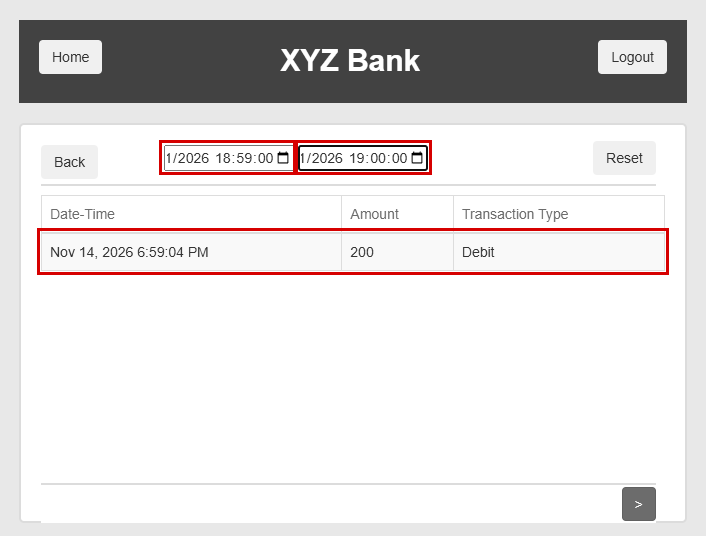 Home
XYZ Bank
Logout
Back
1/2026 18:59:00
1/2026 19:00:00
Reset
Date-Time Amount Transaction Type
Nov 14, 2026 6:59:04 PM 200 Debit
>